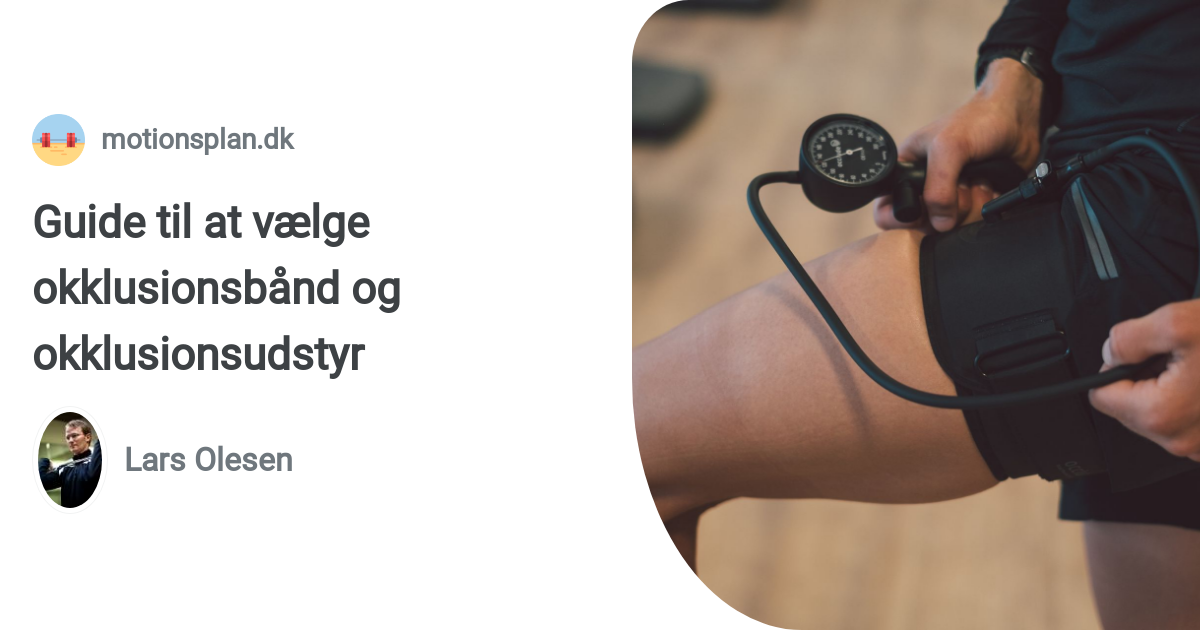 motionsplan.dk
Guide til at vælge
okklusionsbånd og
okklusionsudstyr
Lars Olesen